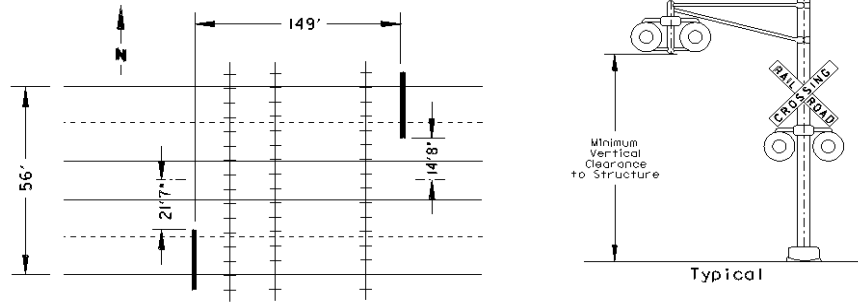 149'
N
56'
21'7"
14'8"
RAIL ROAD
CROSSING
Minimum
Vertical
Clearance
to Structure
Typical